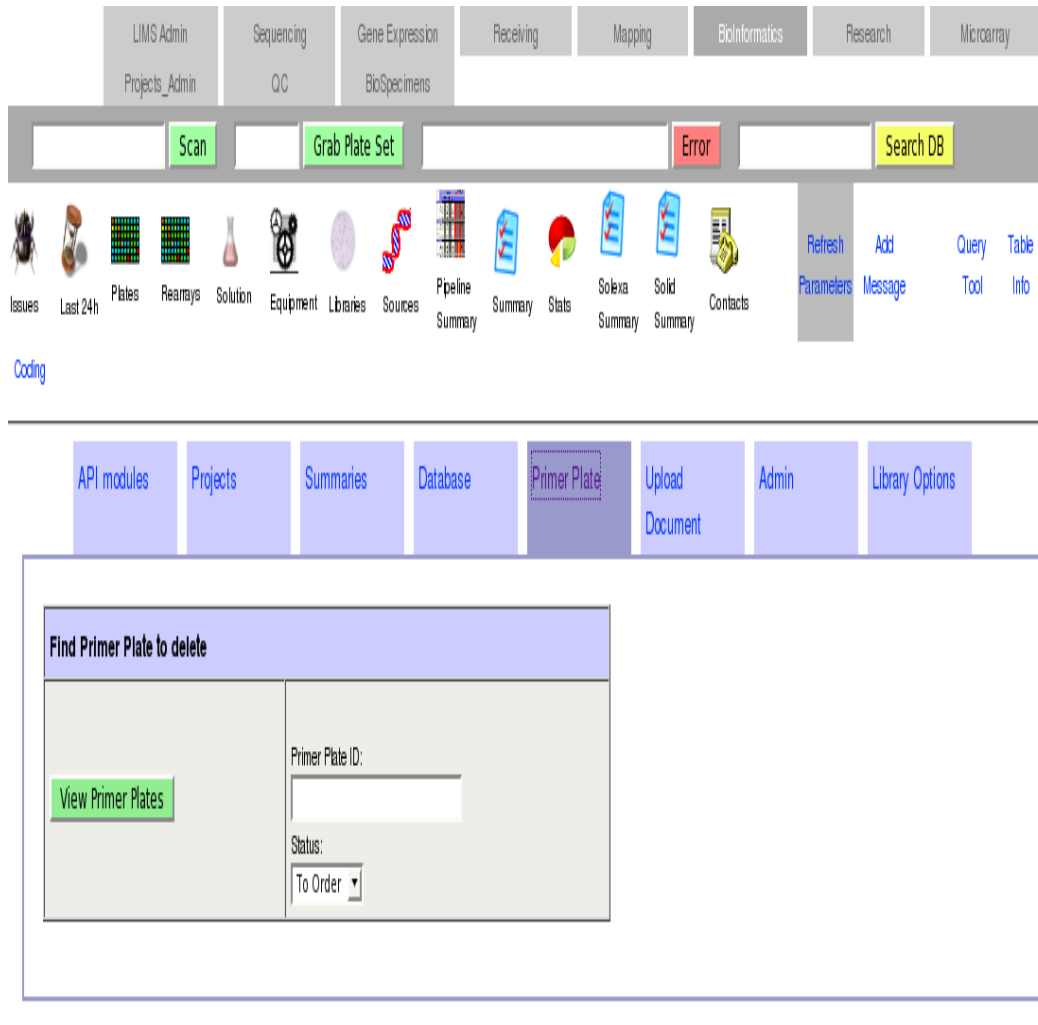 LIMS Admin
Sequencing
Gene Expression
Receiving
Mapping
BioInformatics
Research
Microarray
Projects_Admin
QC
BioSpecimens
Scan
Grab Plate Set
Error
Search DB
Issues
Last 24h
Plates
Rearrays
Solution
Equipment
Libraries
Sources
Pipeline
Summary
Summary
Stats
Solexa
Summary
Solid
Summary
Contacts
Refresh
Parameters
Add
Message
Query
Tool
Table
Info
Coding
API modules
Projects
Summaries
Database
Primer Plate
Upload
Document
Admin
Library Options
Find Primer Plate to delete
View Primer Plates
Primer Plate ID:
Status:
To Order